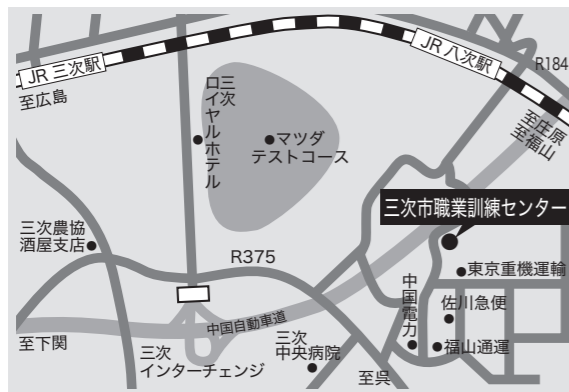 JR 三次駅
JR 八次駅
R184
至広島
至庄原
至福山
三次
ロイヤルホテル
マツダ
テストコース
三次市職業訓練センター
三次農協
酒屋支店
R375
東京重機運輸
中国電力
佐川急便
福山通運
中国自動車道
至下関
三次
インターチェンジ
三次
中央病院
至呉